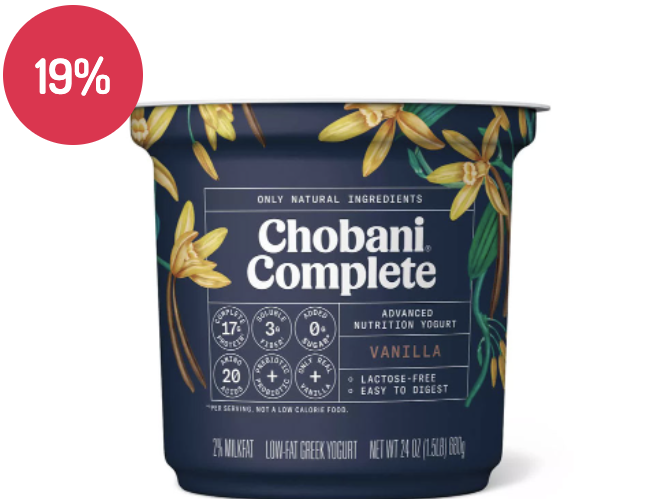 19%
ONLY NATURAL INGREDIENTS
Chobani®
Complete
COMPLETE
17G
PROTEIN*
SOLUBLE
3G
FIBER*
ADDED
0G
SUGAR*
ADVANCED
NUTRITION YOGURT
VANILLA
AMINO
20
ACIDS
PREBIOTIC
+
PROBIOTIC
ONLY REAL
+
VANILLA
LACTOSE-FREE
EASY TO DIGEST
*PER SERVING. NOT A LOW CALORIE FOOD.
2% MILKFAT LOW-FAT GREEK YOGURT NET WT 24 OZ (1.5LB) 680g